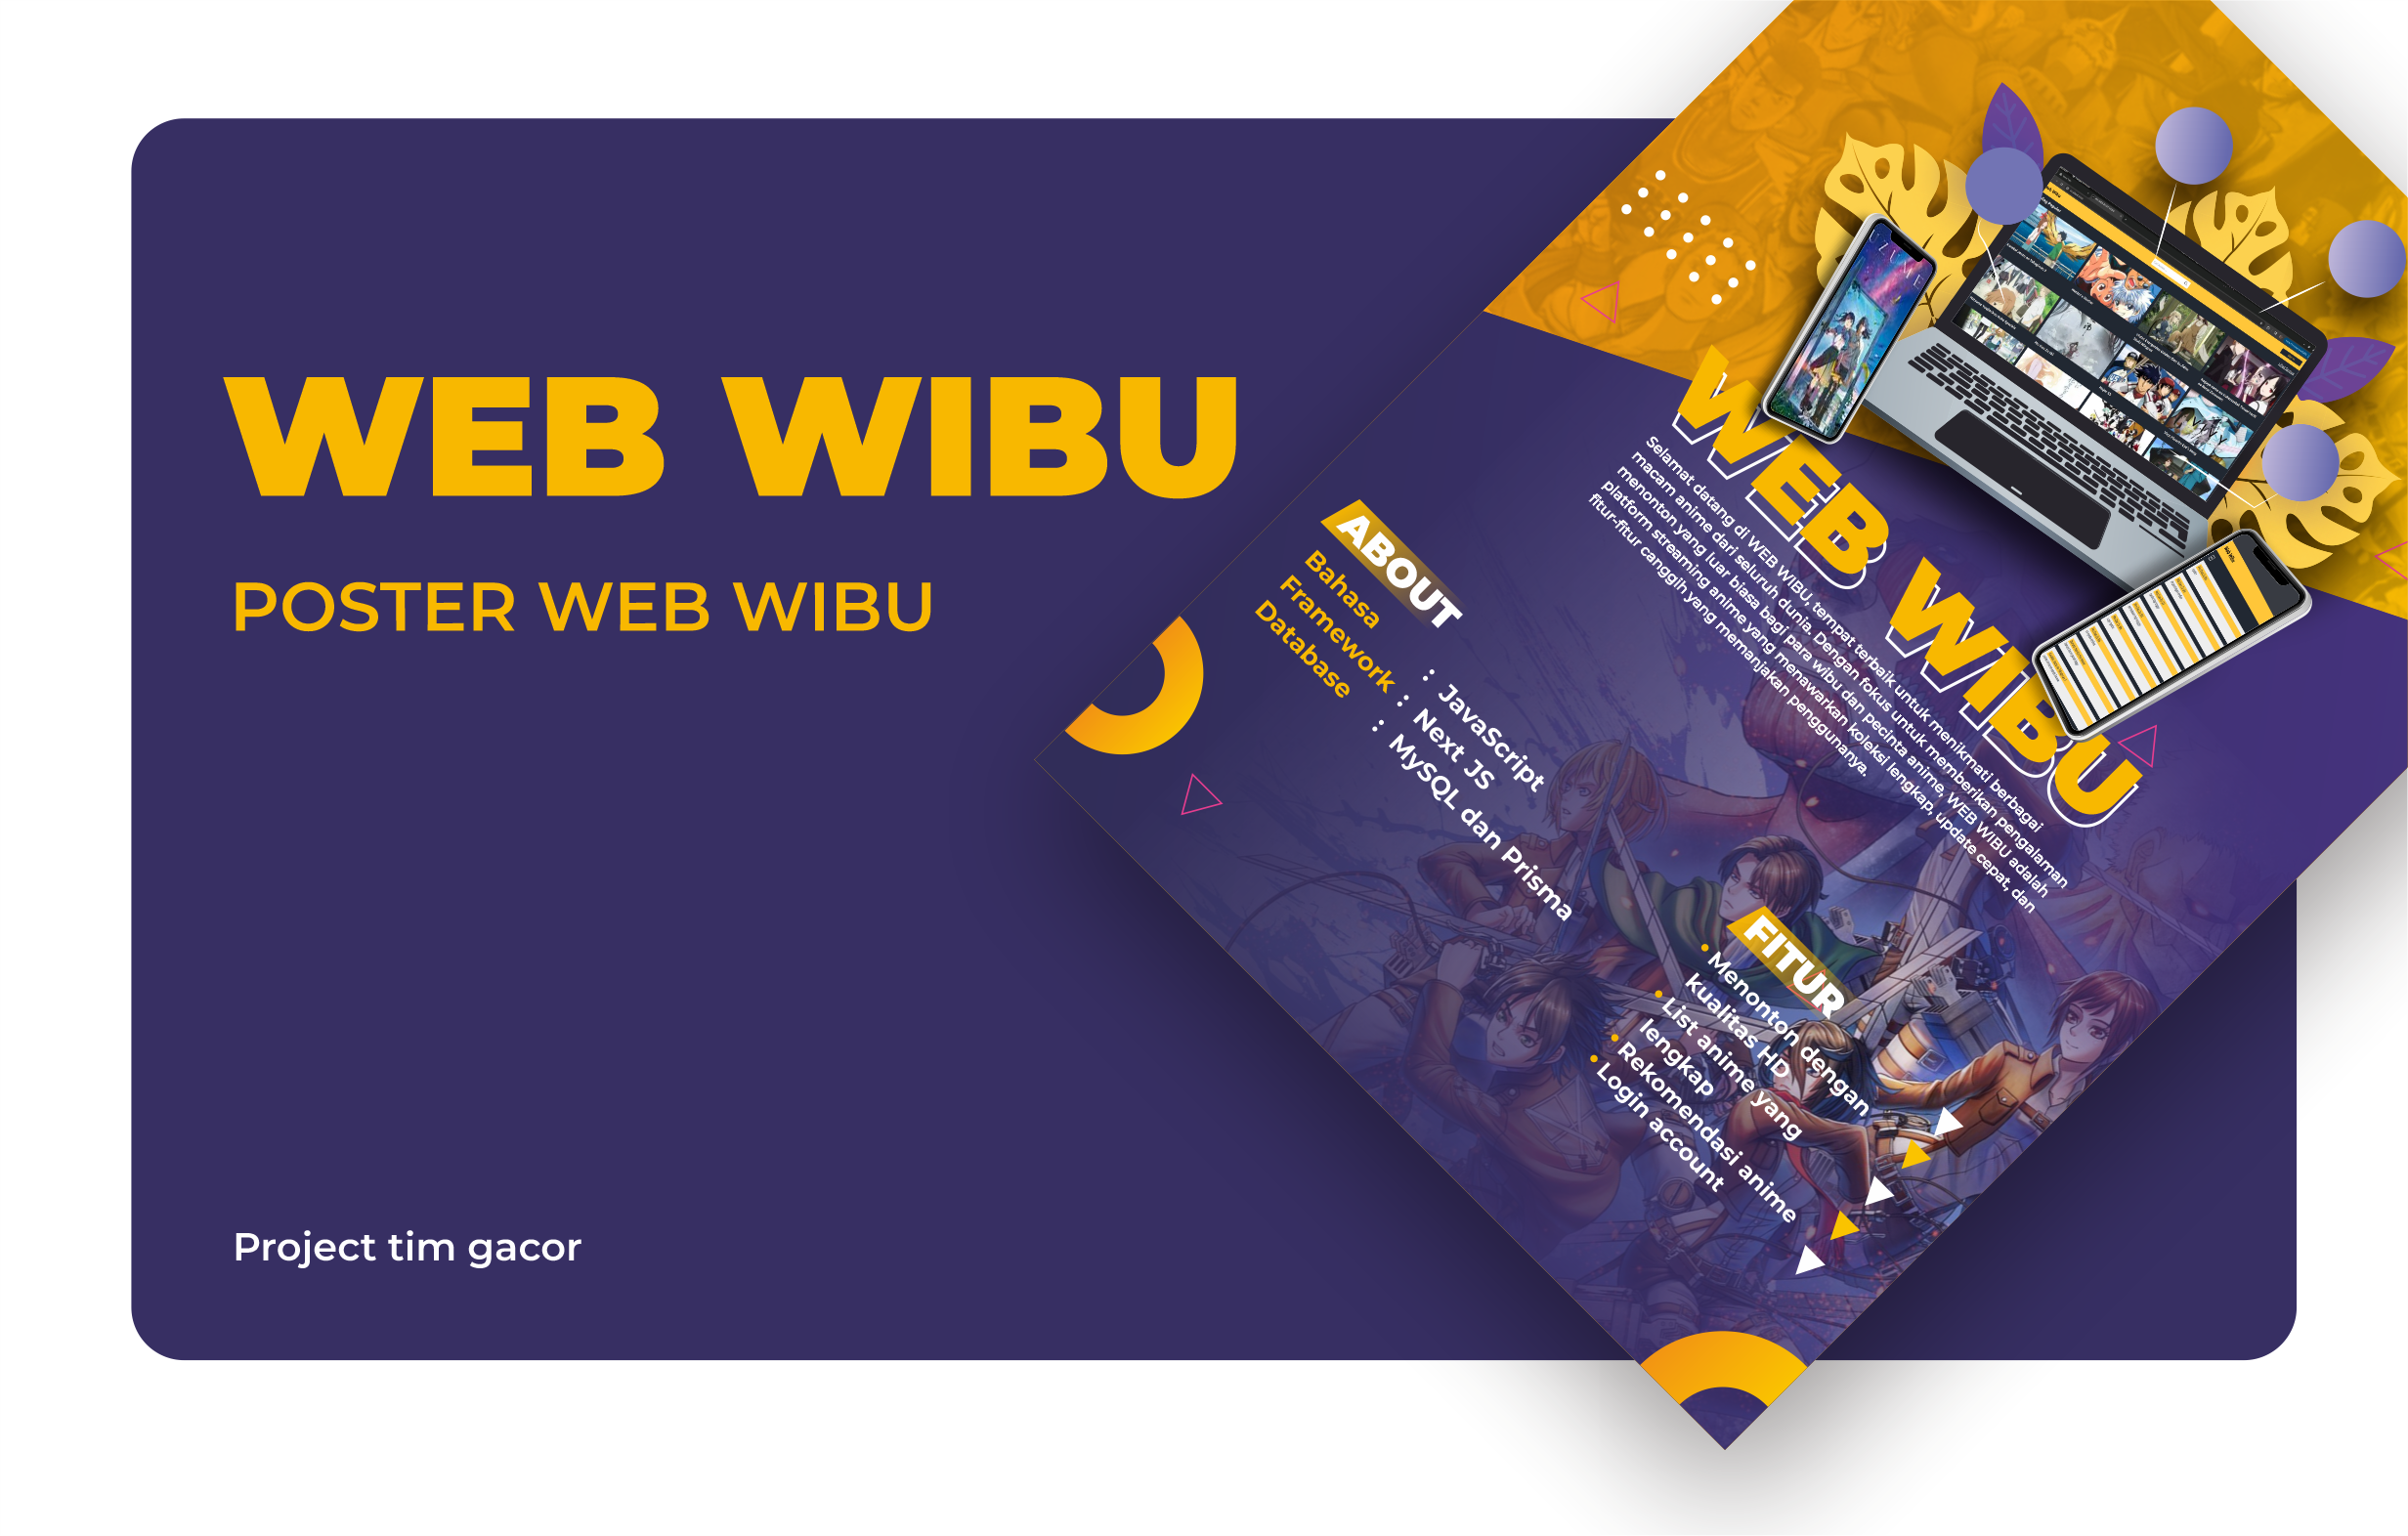 WEB WIBU
POSTER WEB WIBU
Project tim gacor
WEB WIBU
Selamat datang di WEB WIBU, tempat terbaik untuk menikmati berbagai
macam anime dari seluruh dunia. Dengan fokus untuk memberikan pengalaman
menonton yang luar biasa bagi para wibu dan pecinta anime, WEB WIBU adalah
platform streaming anime yang menawarkan koleksi lengkap, update cepat, dan
fitur-fitur canggih yang memanjakan penggunanya.
ABOUT
Bahasa : JavaScript
Framework : Next JS
Database : MySQL dan Prisma
FITUR
• Menonton dengan
kualitas HD
• List anime yang
lengkap
• Rekomendasi anime
• Login account